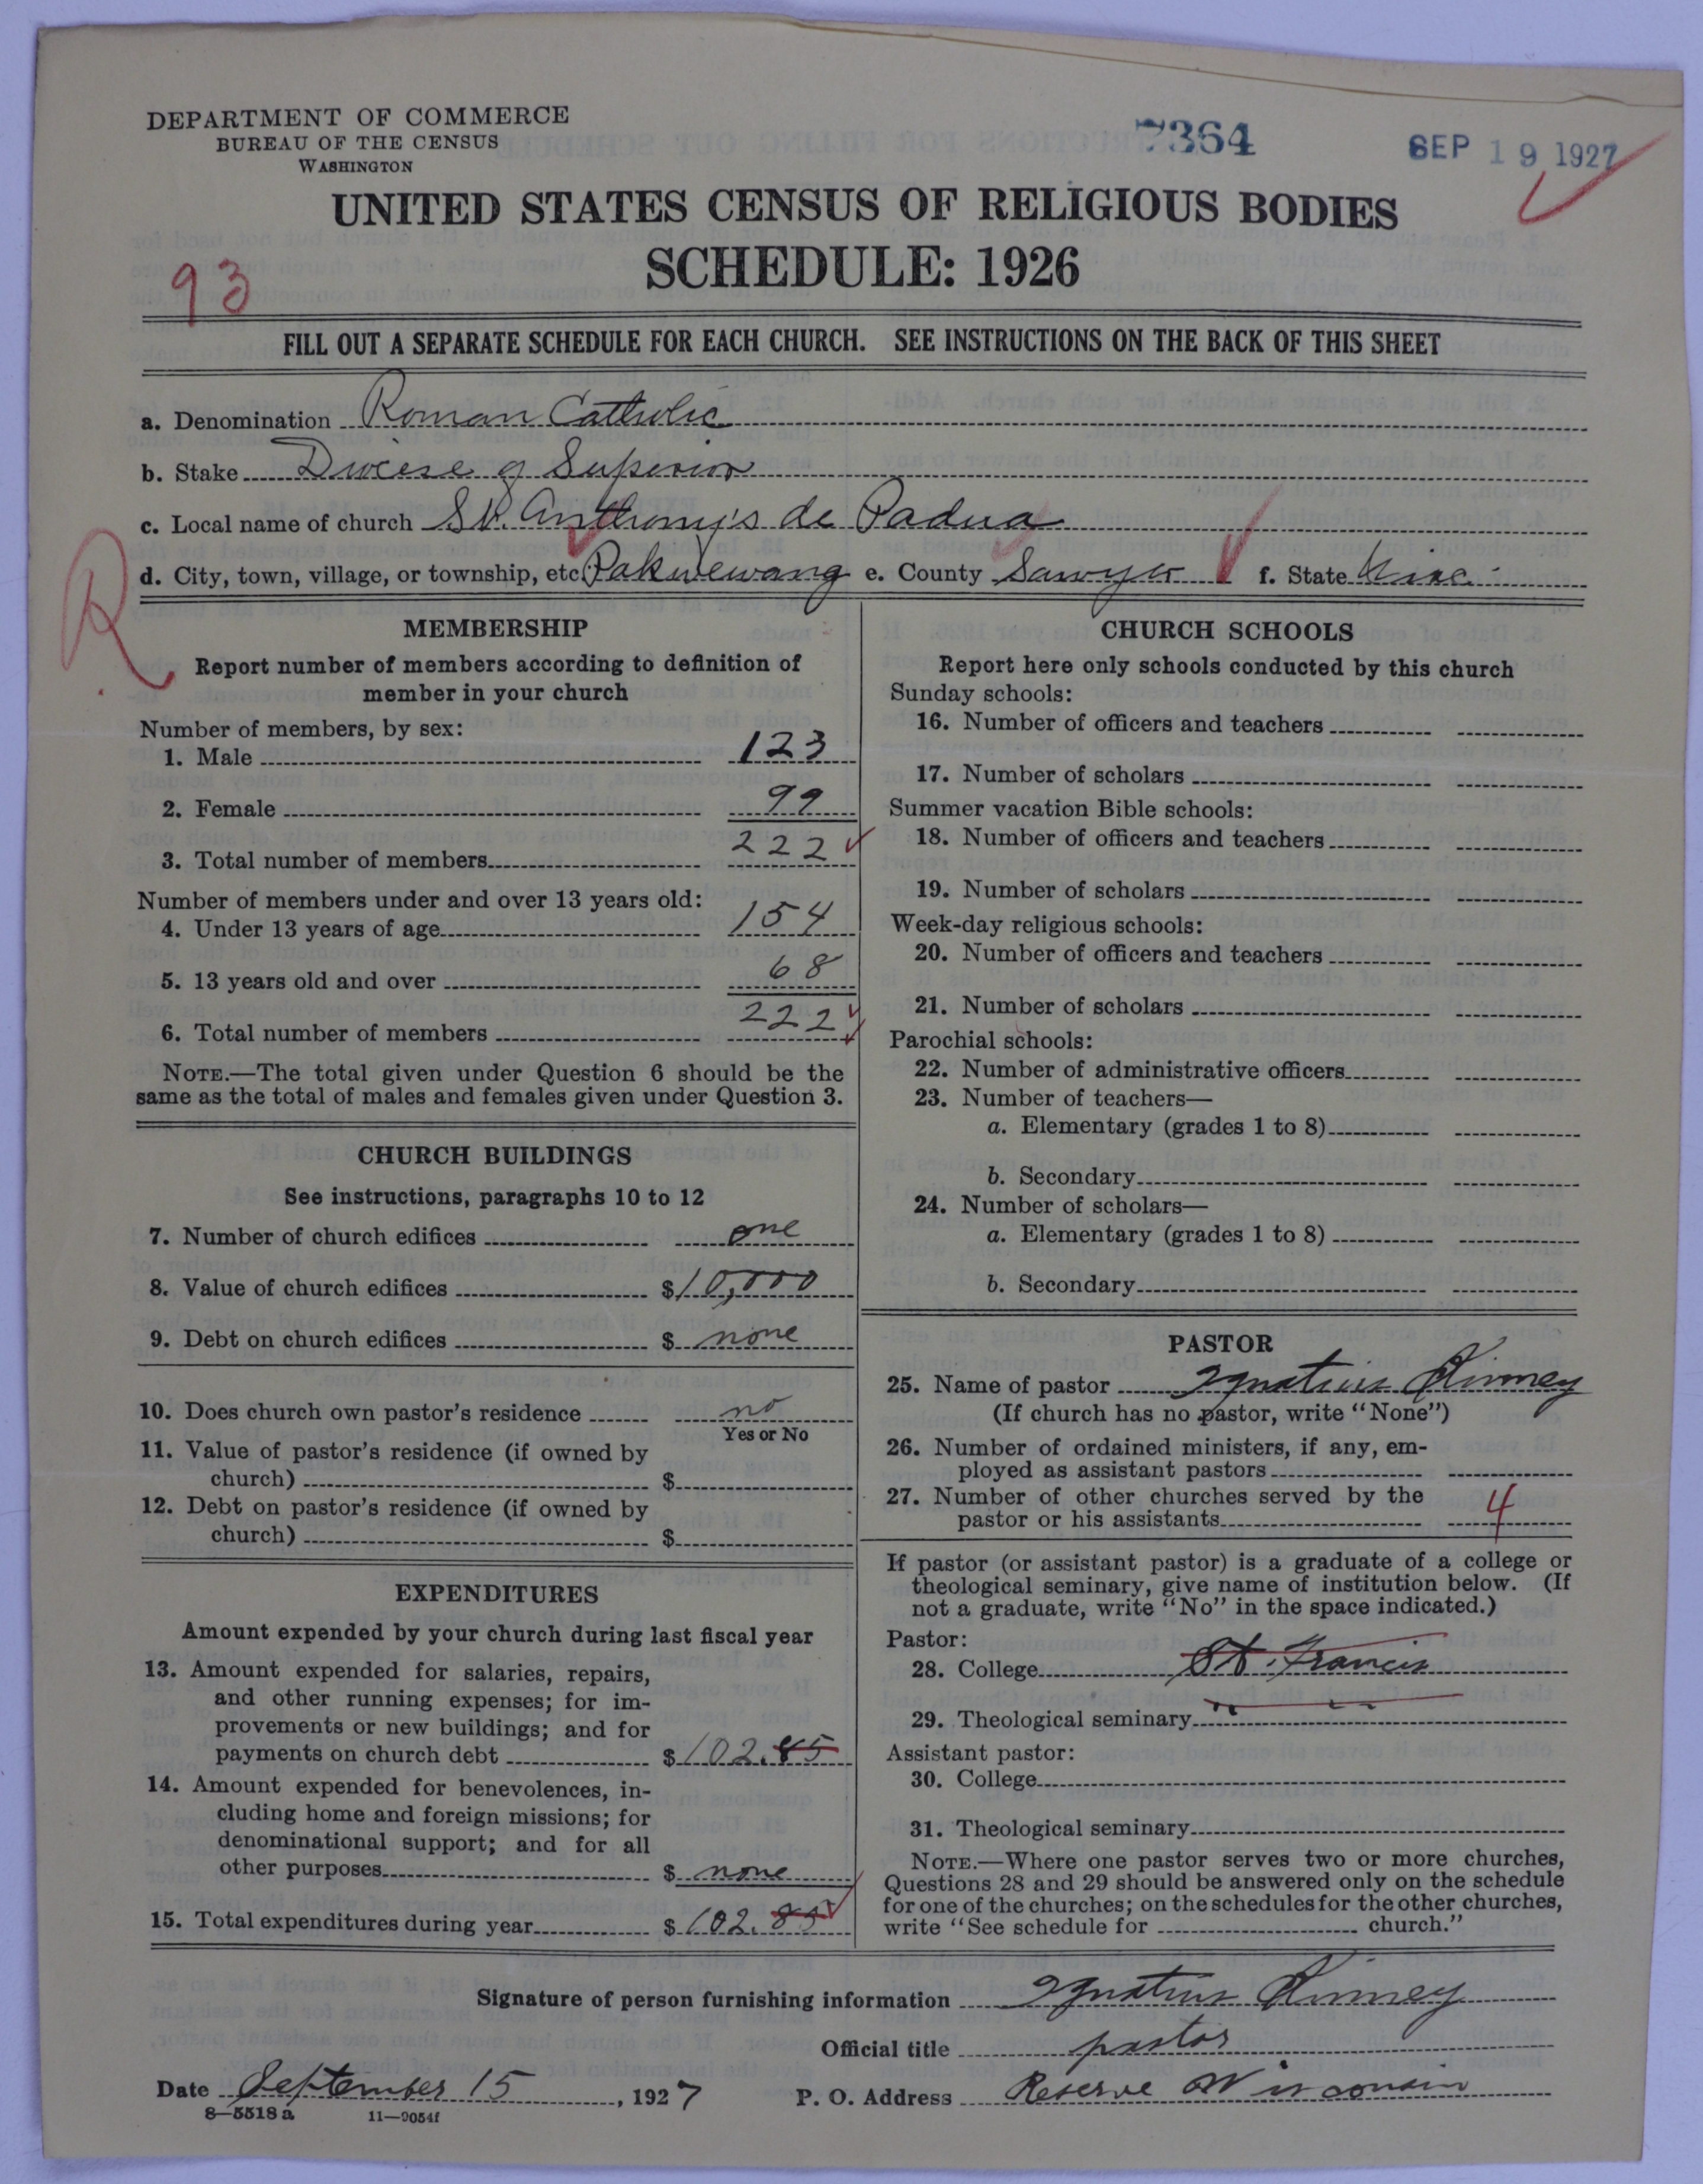 DEPARTMENT OF COMMERCE
BUREAU OF THE CENSUS
WASHINGTON
7364
SEP 19 1927
UNITED STATES CENSUS OF RELIGIOUS BODIES
SCHEDULE: 1926
93
FILL OUT A SEPARATE SCHEDULE FOR EACH CHURCH. SEE INSTRUCTIONS ON THE BACK OF THIS SHEET
a. Denomination Roman Catholic
b. Stake Diocese of Superior
c. Local name of church St. Anthony's de Padua
d. City, town, village, or township, etc. Pakwewang e. County Sawyer f. State Wisc.
R
MEMBERSHIP
Report number of members according to definition of
member in your church
Number of members, by sex:
1. Male 123
2. Female 99
3. Total number of members 222
Number of members under and over 13 years old:
4. Under 13 years of age 154
5. 13 years old and over 68
6. Total number of members 222
NOTE.—The total given under Question 6 should be the
same as the total of males and females given under Question 3.
CHURCH BUILDINGS
See instructions, paragraphs 10 to 12
7. Number of church edifices one
8. Value of church edifices $10,000
9. Debt on church edifices $ none
10. Does church own pastor's residence no
Yes or No
11. Value of pastor's residence (if owned by
church) $
12. Debt on pastor's residence (if owned by
church) $
EXPENDITURES
Amount expended by your church during last fiscal year
13. Amount expended for salaries, repairs,
and other running expenses; for im-
provements or new buildings; and for
payments on church debt $102.85
14. Amount expended for benevolences, in-
cluding home and foreign missions; for
denominational support; and for all
other purposes $ none
15. Total expenditures during year $102.85
CHURCH SCHOOLS
Report here only schools conducted by this church
Sunday schools:
16. Number of officers and teachers
17. Number of scholars
Summer vacation Bible schools:
18. Number of officers and teachers
19. Number of scholars
Week-day religious schools:
20. Number of officers and teachers
21. Number of scholars
Parochial schools:
22. Number of administrative officers
23. Number of teachers—
a. Elementary (grades 1 to 8)
b. Secondary
24. Number of scholars—
a. Elementary (grades 1 to 8)
b. Secondary
PASTOR
25. Name of pastor Ignatius Kinney
(If church has no pastor, write "None")
26. Number of ordained ministers, if any, em-
ployed as assistant pastors
27. Number of other churches served by the
pastor or his assistants 4
If pastor (or assistant pastor) is a graduate of a college or
theological seminary, give name of institution below. (If
not a graduate, write "No" in the space indicated.)
Pastor:
28. College St. Francis
29. Theological seminary " "
Assistant pastor:
30. College
31. Theological seminary
NOTE.—Where one pastor serves two or more churches,
Questions 28 and 29 should be answered only on the schedule
for one of the churches; on the schedules for the other churches,
write "See schedule for church."
Signature of person furnishing information Ignatius Kinney
Official title pastor
Date September 15, 1927 P. O. Address Reserve Wisconsin
8—5518 a 11—9054f